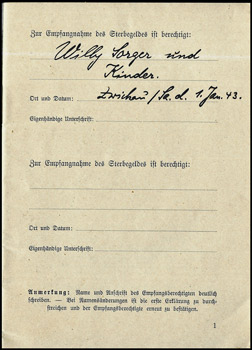 Zur Empfangnahme des Sterbegeldes ist berechtigt:
Willy Sorger und
Kinder.
Ort und Datum: Zwickau/Sa. d. 1. Jan. 43.
Eigenhändige Unterschrift:
Zur Empfangnahme des Sterbegeldes ist berechtigt:
Ort und Datum:
Eigenhändige Unterschrift:
Anmerkung: Name und Anschrift des Empfangsberechtigten deutlich
schreiben. — Bei Namensänderungen ist die erste Erklärung zu durch-
streichen und der Empfangsberechtigte erneut zu bestätigen.
1